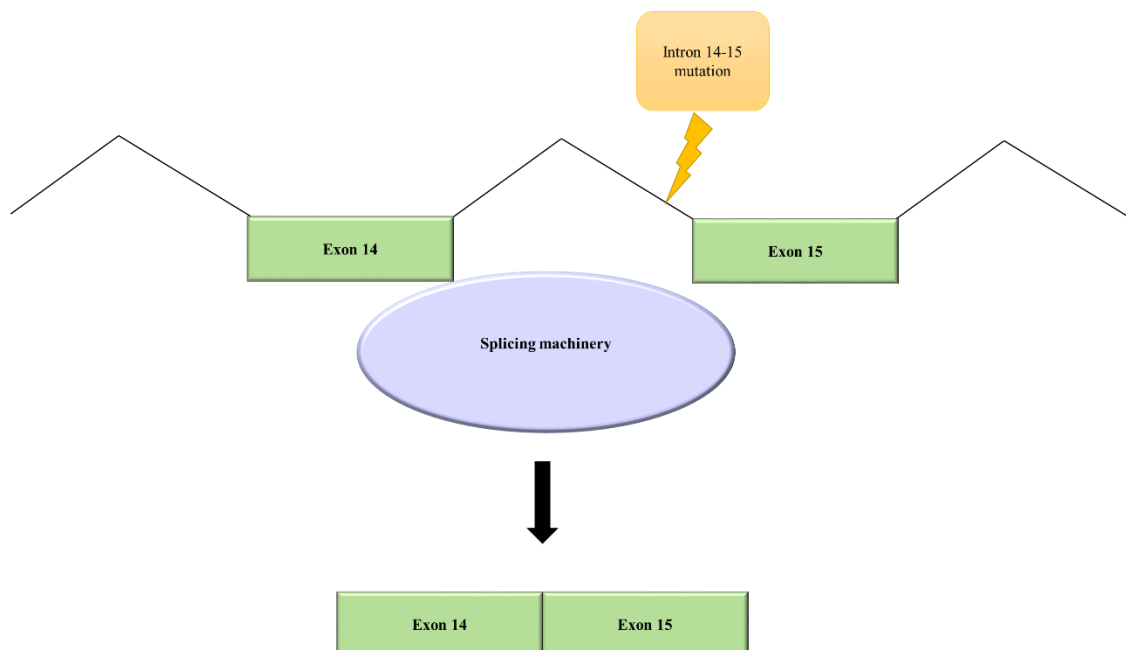 Intron 14-15
mutation
Exon 14
Exon 15
Splicing machinery
Exon 14
Exon 15